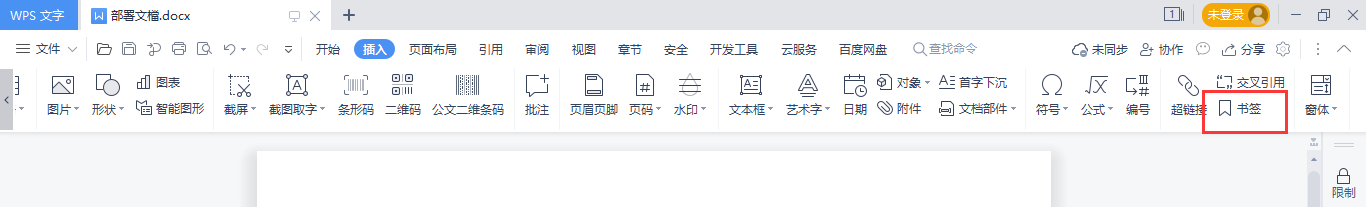 WPS 文字 部署文檔.docx 1 未登录
文件 开始 插入 页面布局 引用 审阅 视图 章节 安全 开发工具 云服务 百度网盘 查找命令 未同步 协作 分享
图表 对象 首字下沉 交叉引用
图片 形状 智能图形 截屏 截图取字 条形码 二维码 公文二维条码 批注 页眉页脚 页码 水印 文本框 艺术字 日期 附件 文档部件 符号 公式 编号 超链接 书签 窗体
限制